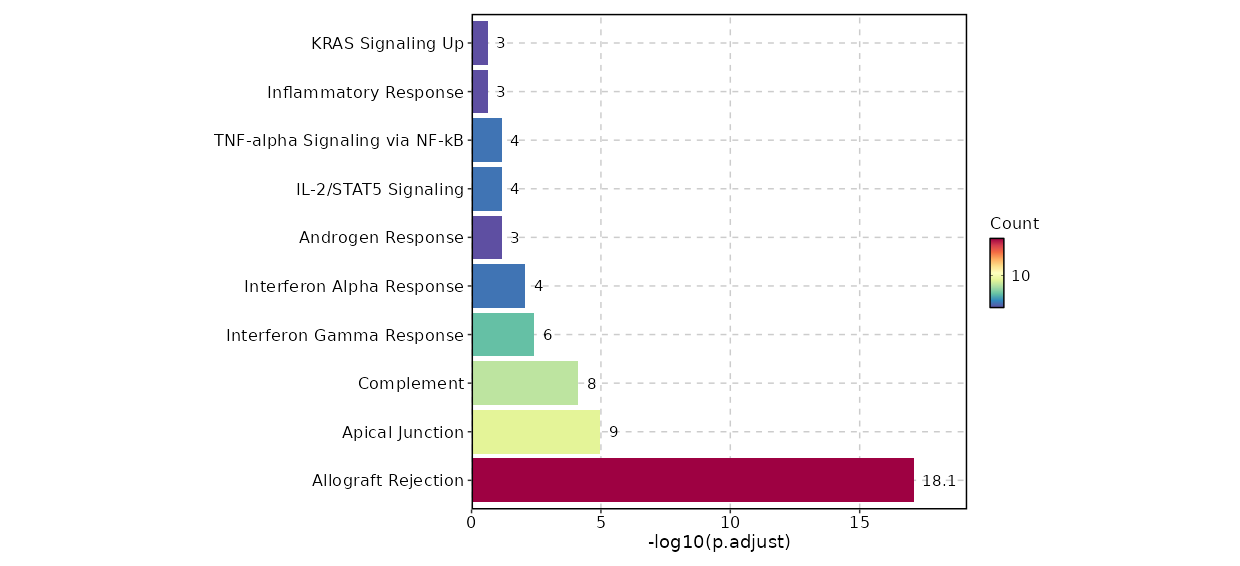 KRAS Signaling Up 3
Inflammatory Response 3
TNF-alpha Signaling via NF-kB 4
IL-2/STAT5 Signaling 4
Androgen Response 3
Interferon Alpha Response 4
Interferon Gamma Response 6
Complement 8
Apical Junction 9
Allograft Rejection 18.1
0 5 10 15
-log10(p.adjust)
Count
10